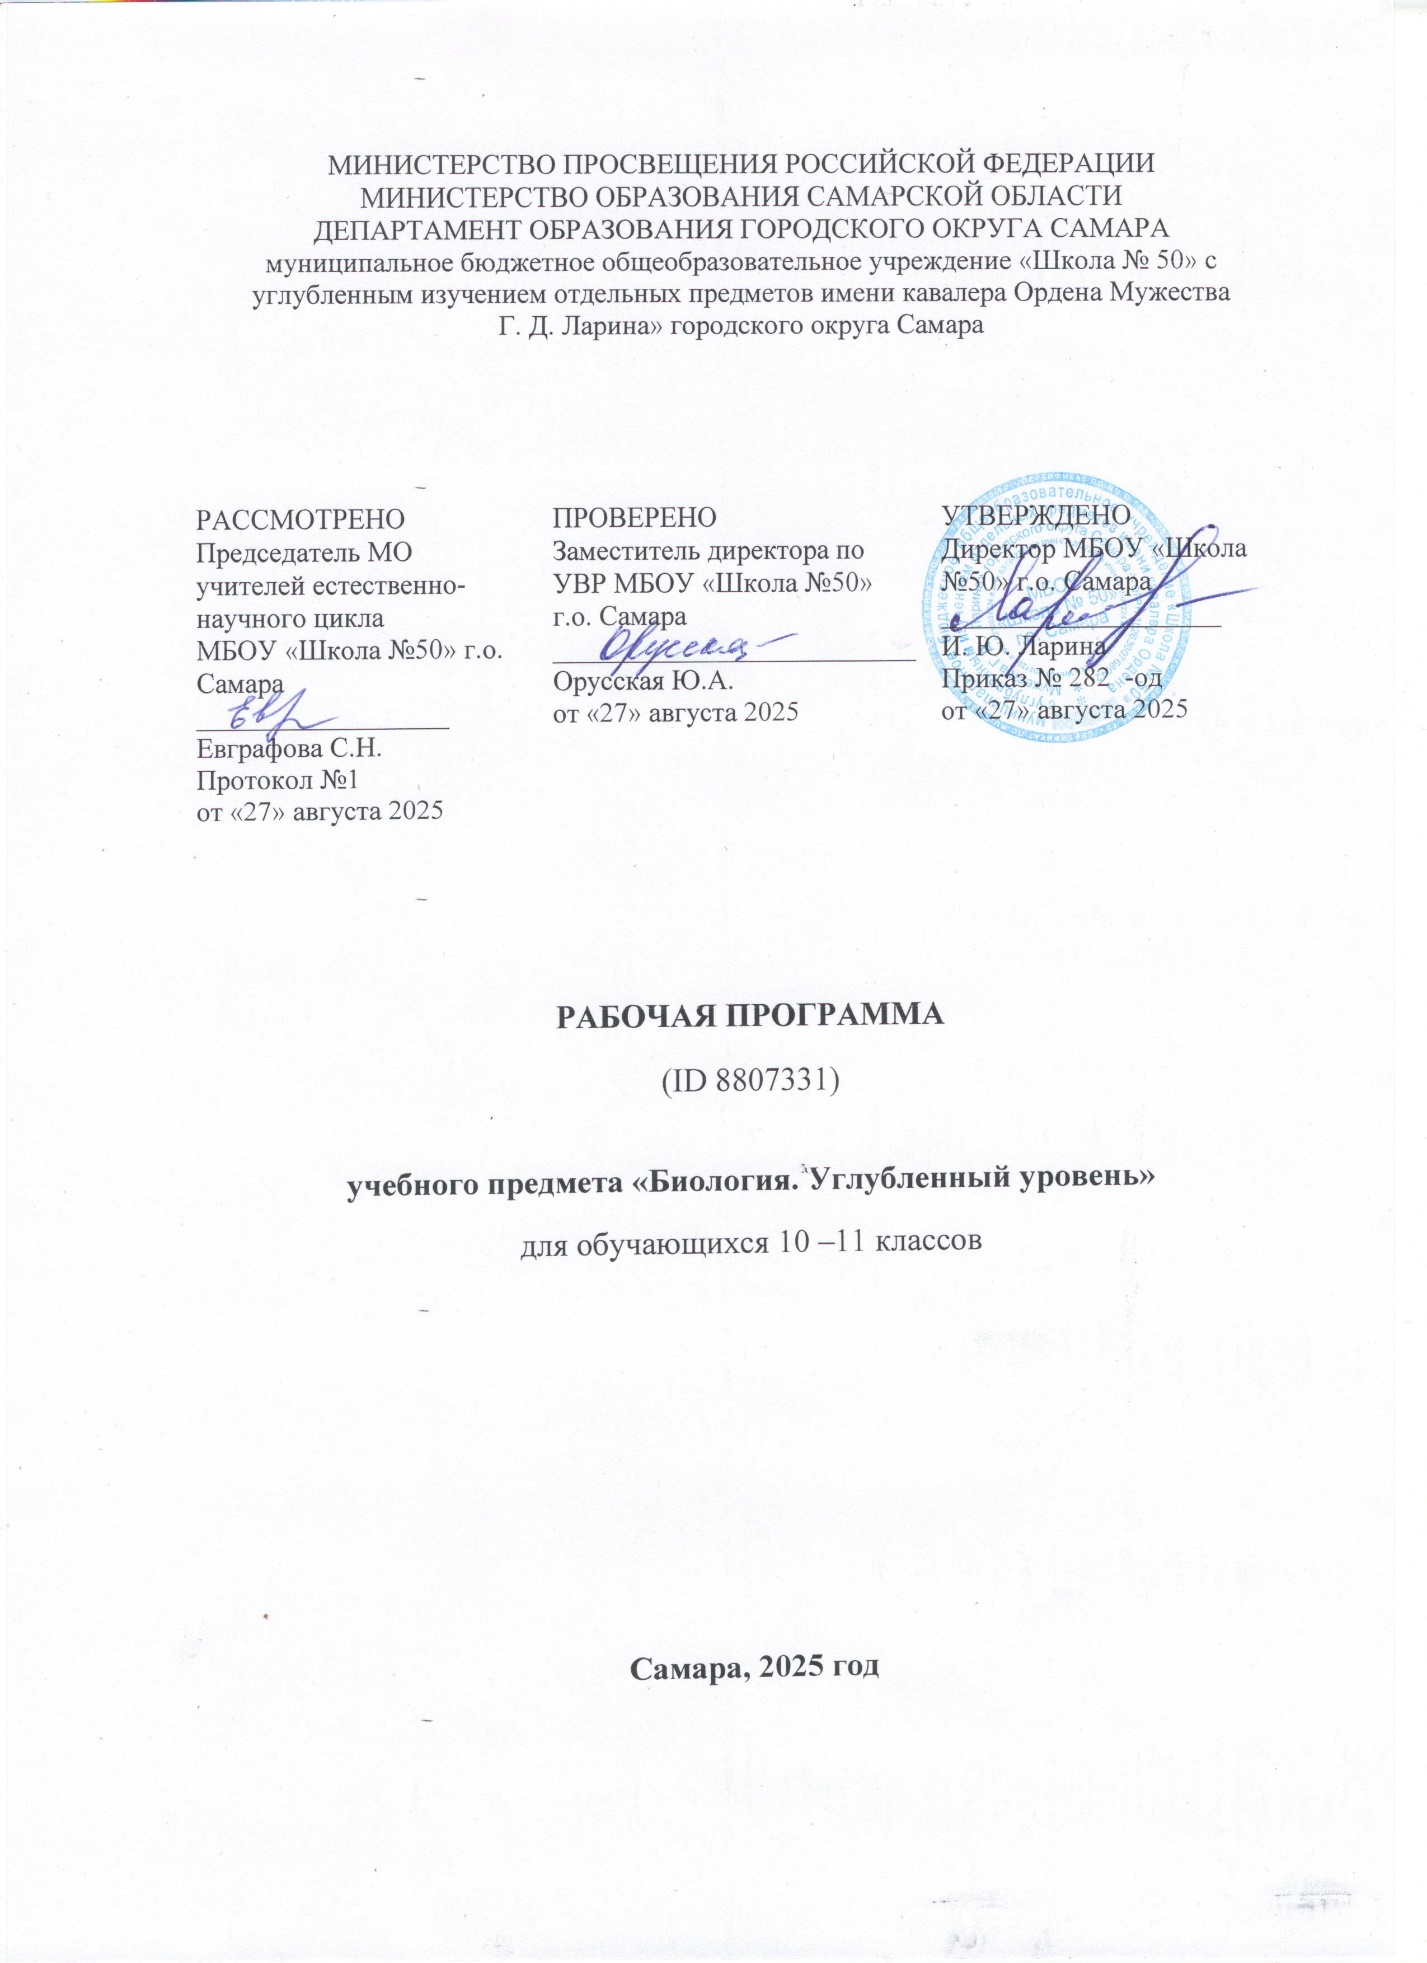 МИНИСТЕРСТВО ПРОСВЕЩЕНИЯ РОССИЙСКОЙ ФЕДЕРАЦИИ
МИНИСТЕРСТВО ОБРАЗОВАНИЯ САМАРСКОЙ ОБЛАСТИ
ДЕПАРТАМЕНТ ОБРАЗОВАНИЯ ГОРОДСКОГО ОКРУГА САМАРА
муниципальное бюджетное общеобразовательное учреждение «Школа № 50» с
углубленным изучением отдельных предметов имени кавалера Ордена Мужества
Г. Д. Ларина» городского округа Самара
РАССМОТРЕНО
Председатель МО
учителей естественно-
научного цикла
МБОУ «Школа №50» г.о.
Самара
Евграфова С.Н.
Протокол №1
от «27» августа 2025
ПРОВЕРЕНО
Заместитель директора по
УВР МБОУ «Школа №50»
г.о. Самара
Орусская Ю.А.
от «27» августа 2025
УТВЕРЖДЕНО
Директор МБОУ «Школа
№50» г.о. Самара
И. Ю. Ларина
Приказ № 282 -од
от «27» августа 2025
РАБОЧАЯ ПРОГРАММА
(ID 8807331)
учебного предмета «Биология. Углубленный уровень»
для обучающихся 10 –11 классов
Самара, 2025 год